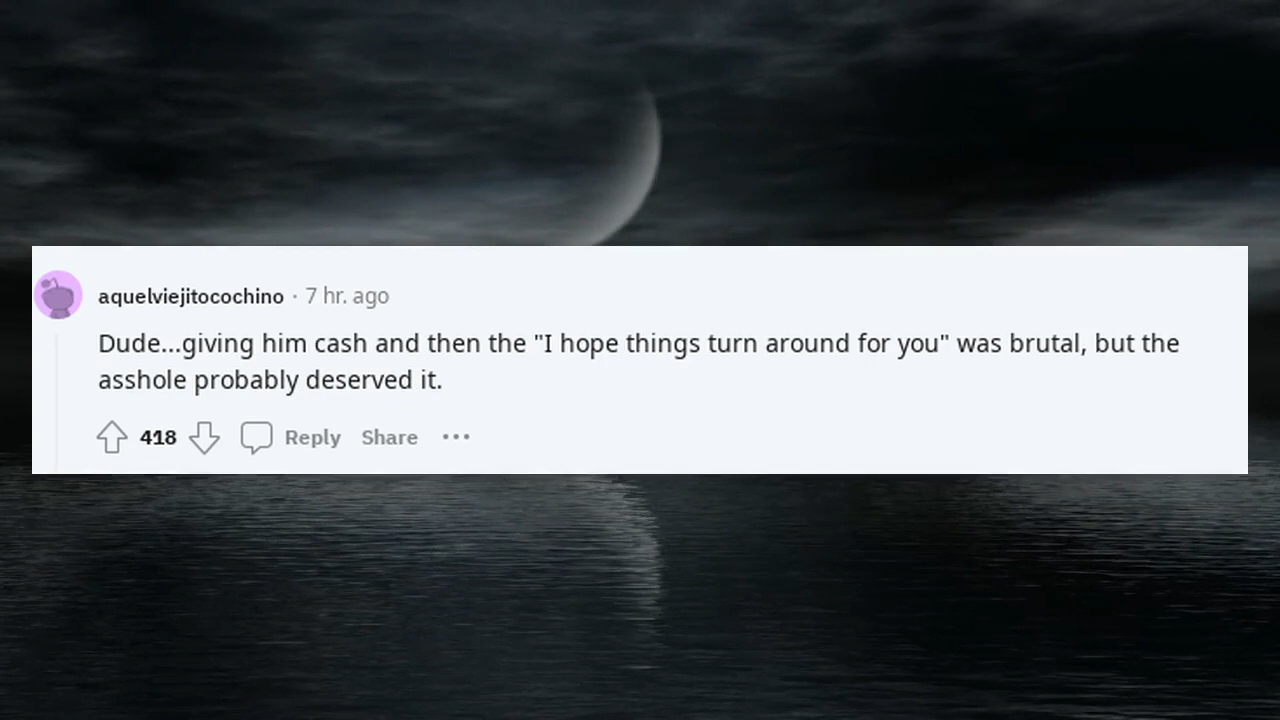 aquelviejitocochino · 7 hr. ago
Dude...giving him cash and then the "I hope things turn around for you" was brutal, but the
asshole probably deserved it.
418 Reply Share ···